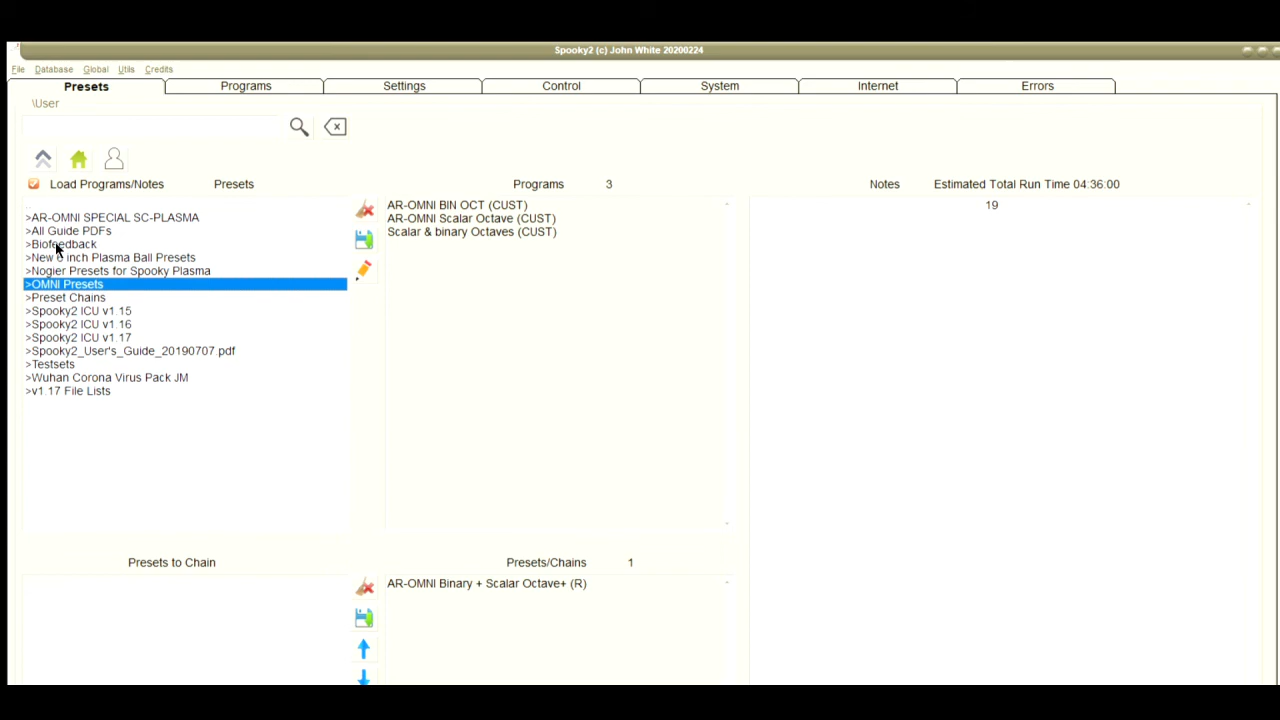 Spooky2 (c) John White 20200224
File Database Global Utils Credits
Presets Programs Settings Control System Internet Errors
\User
Load Programs/Notes Presets Programs 3 Notes Estimated Total Run Time 04:36:00
>AR-OMNI SPECIAL SC-PLASMA
>All Guide PDFs
>Biofeedback
>New 6 inch Plasma Ball Presets
>Nogier Presets for Spooky Plasma
>OMNI Presets
>Preset Chains
>Spooky2 ICU v1.15
>Spooky2 ICU v1.16
>Spooky2 ICU v1.17
>Spooky2_User's_Guide_20190707.pdf
>Testsets
>Wuhan Corona Virus Pack JM
>v1.17 File Lists
AR-OMNI BIN OCT (CUST)
AR-OMNI Scalar Octave (CUST)
Scalar & binary Octaves (CUST)
19
Presets to Chain Presets/Chains 1
AR-OMNI Binary + Scalar Octave+ (R)